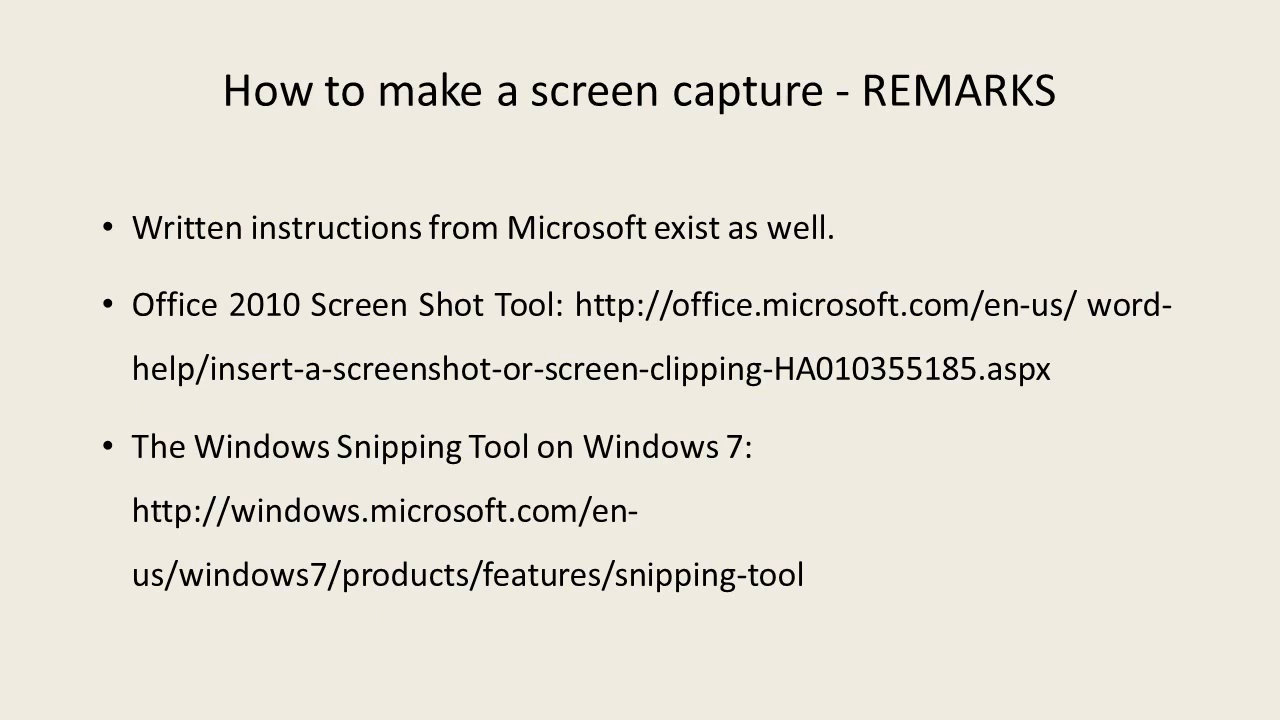 How to make a screen capture - REMARKS
• Written instructions from Microsoft exist as well.
• Office 2010 Screen Shot Tool: http://office.microsoft.com/en-us/ word-
help/insert-a-screenshot-or-screen-clipping-HA010355185.aspx
• The Windows Snipping Tool on Windows 7:
http://windows.microsoft.com/en-
us/windows7/products/features/snipping-tool